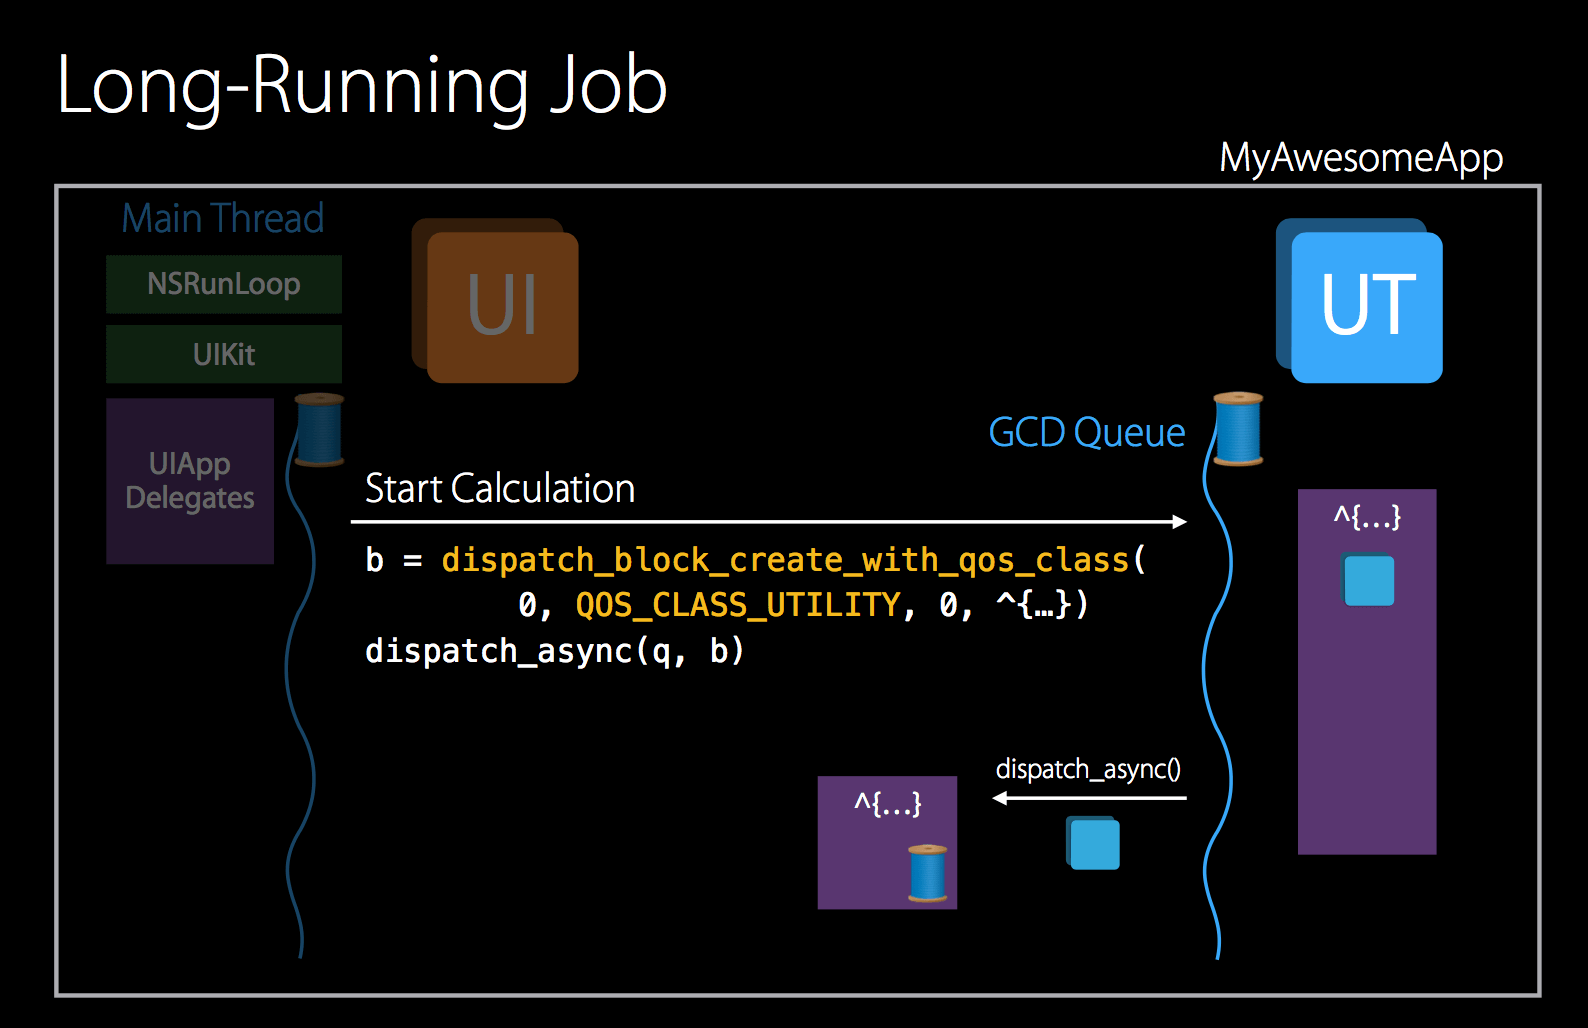 Long-Running Job
MyAwesomeApp
Main Thread
NSRunLoop
UIKit
UIApp
Delegates
UI
UT
GCD Queue
Start Calculation
b = dispatch_block_create_with_qos_class(
0, QOS_CLASS_UTILITY, 0, ^{…})
dispatch_async(q, b)
^{…}
dispatch_async()
^{…}